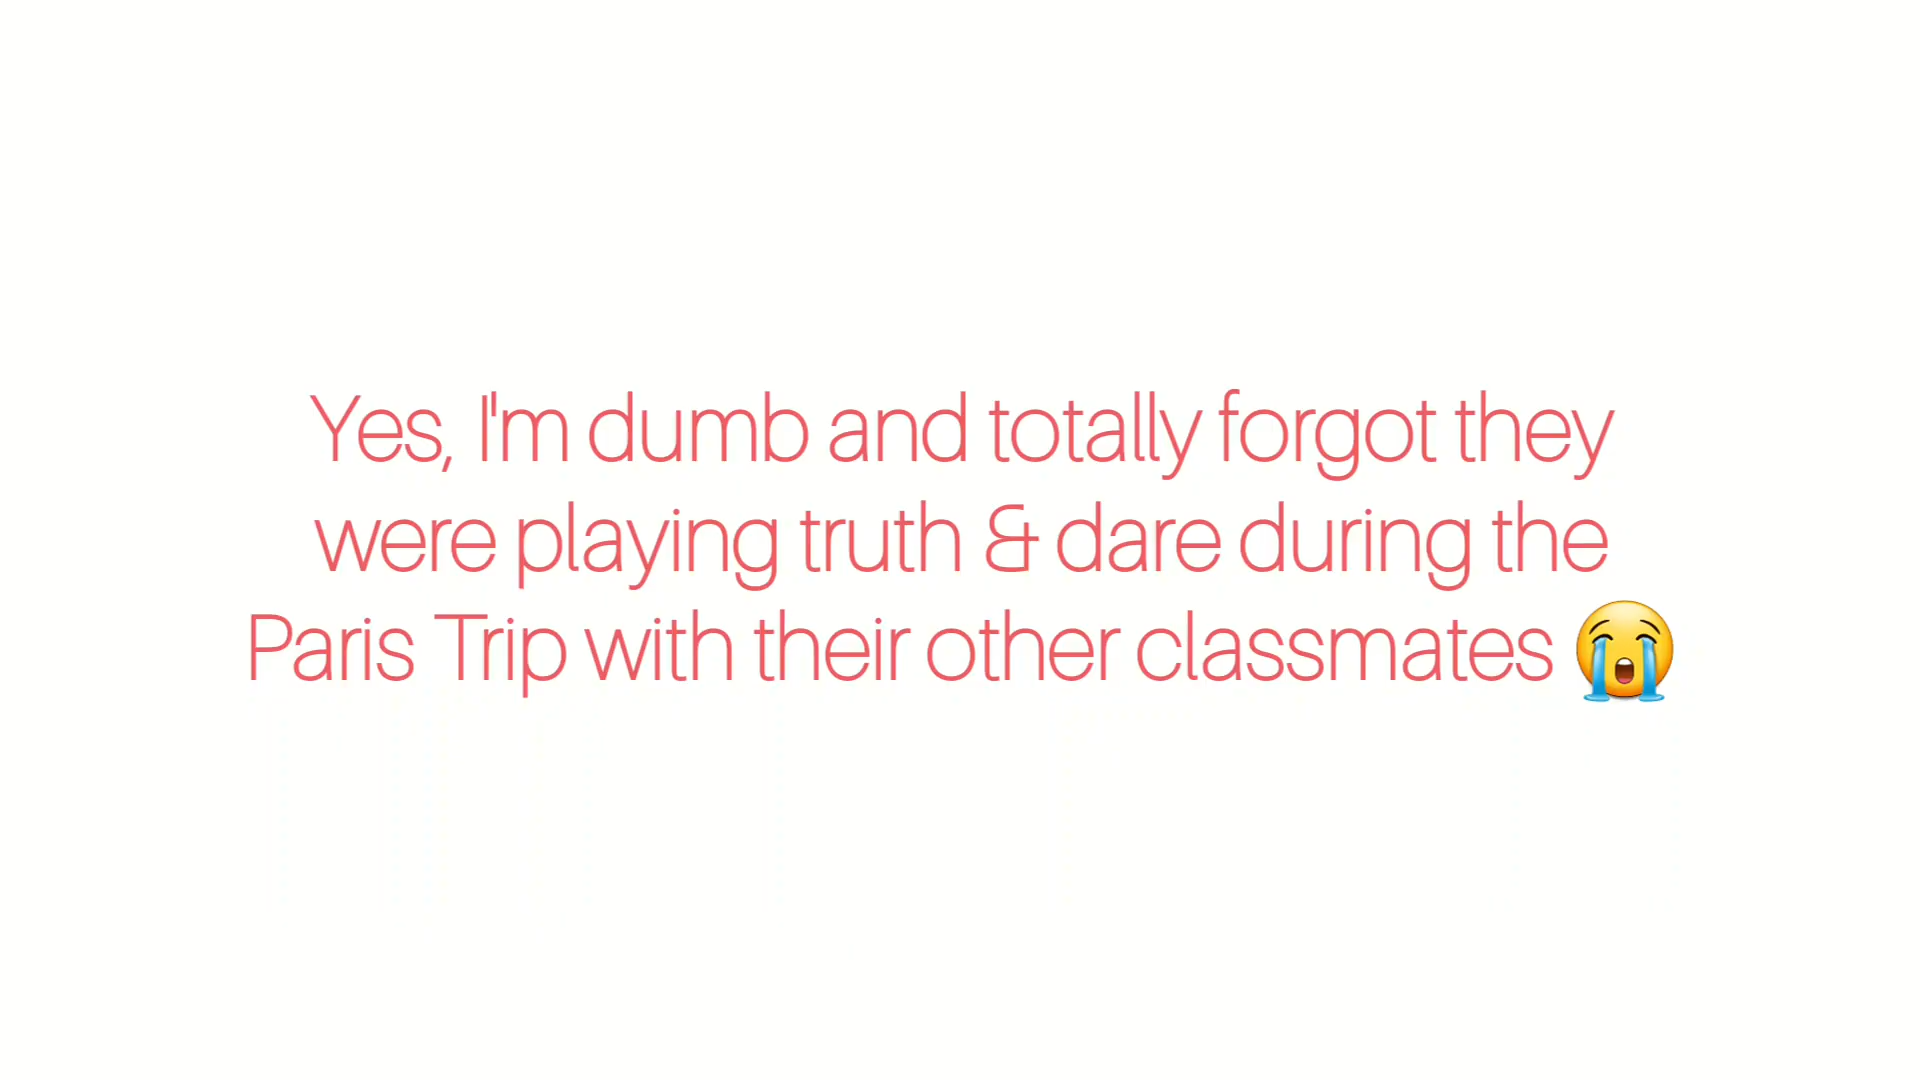 Yes, I'm dumb and totally forgot they
were playing truth & dare during the
Paris Trip with their other classmates 😭